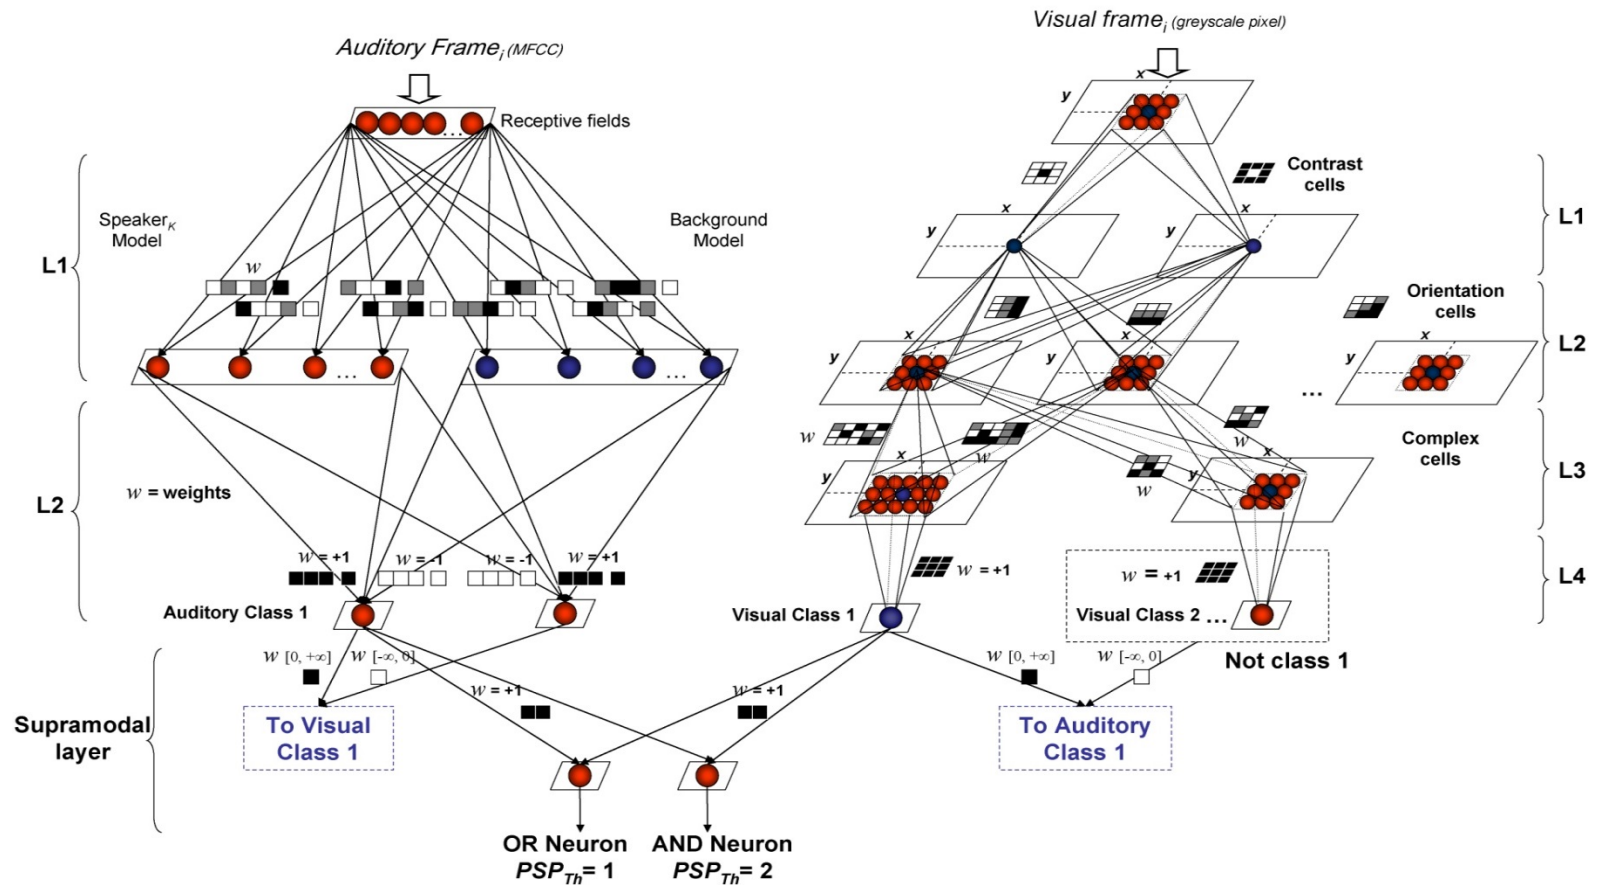 Auditory Frame_i (MFCC)
Receptive fields
L1
Speaker_K
Model
Background
Model
w
L2
w = weights
w = +1
w = -1
w = -1
w = +1
Auditory Class 1
Visual frame_i (greyscale pixel)
x
y
Contrast
cells
L1
x
y
x
y
Orientation
cells
L2
x
y
x
y
x
y
...
Complex
cells
L3
w
w
w
w
x
y
x
y
L4
w = +1
w = +1
Visual Class 1
Visual Class 2 ...
Not class 1
Supramodal
layer
w [0, +∞]
w [-∞, 0]
w = +1
w = +1
w [0, +∞]
w [-∞, 0]
To Visual
Class 1
To Auditory
Class 1
OR Neuron
PSP_Th = 1
AND Neuron
PSP_Th = 2